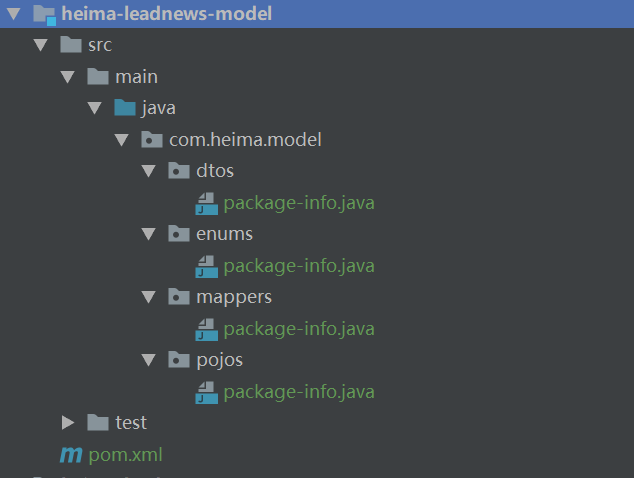 heima-leadnews-model
src
main
java
com.heima.model
dtos
package-info.java
enums
package-info.java
mappers
package-info.java
pojos
package-info.java
test
pom.xml